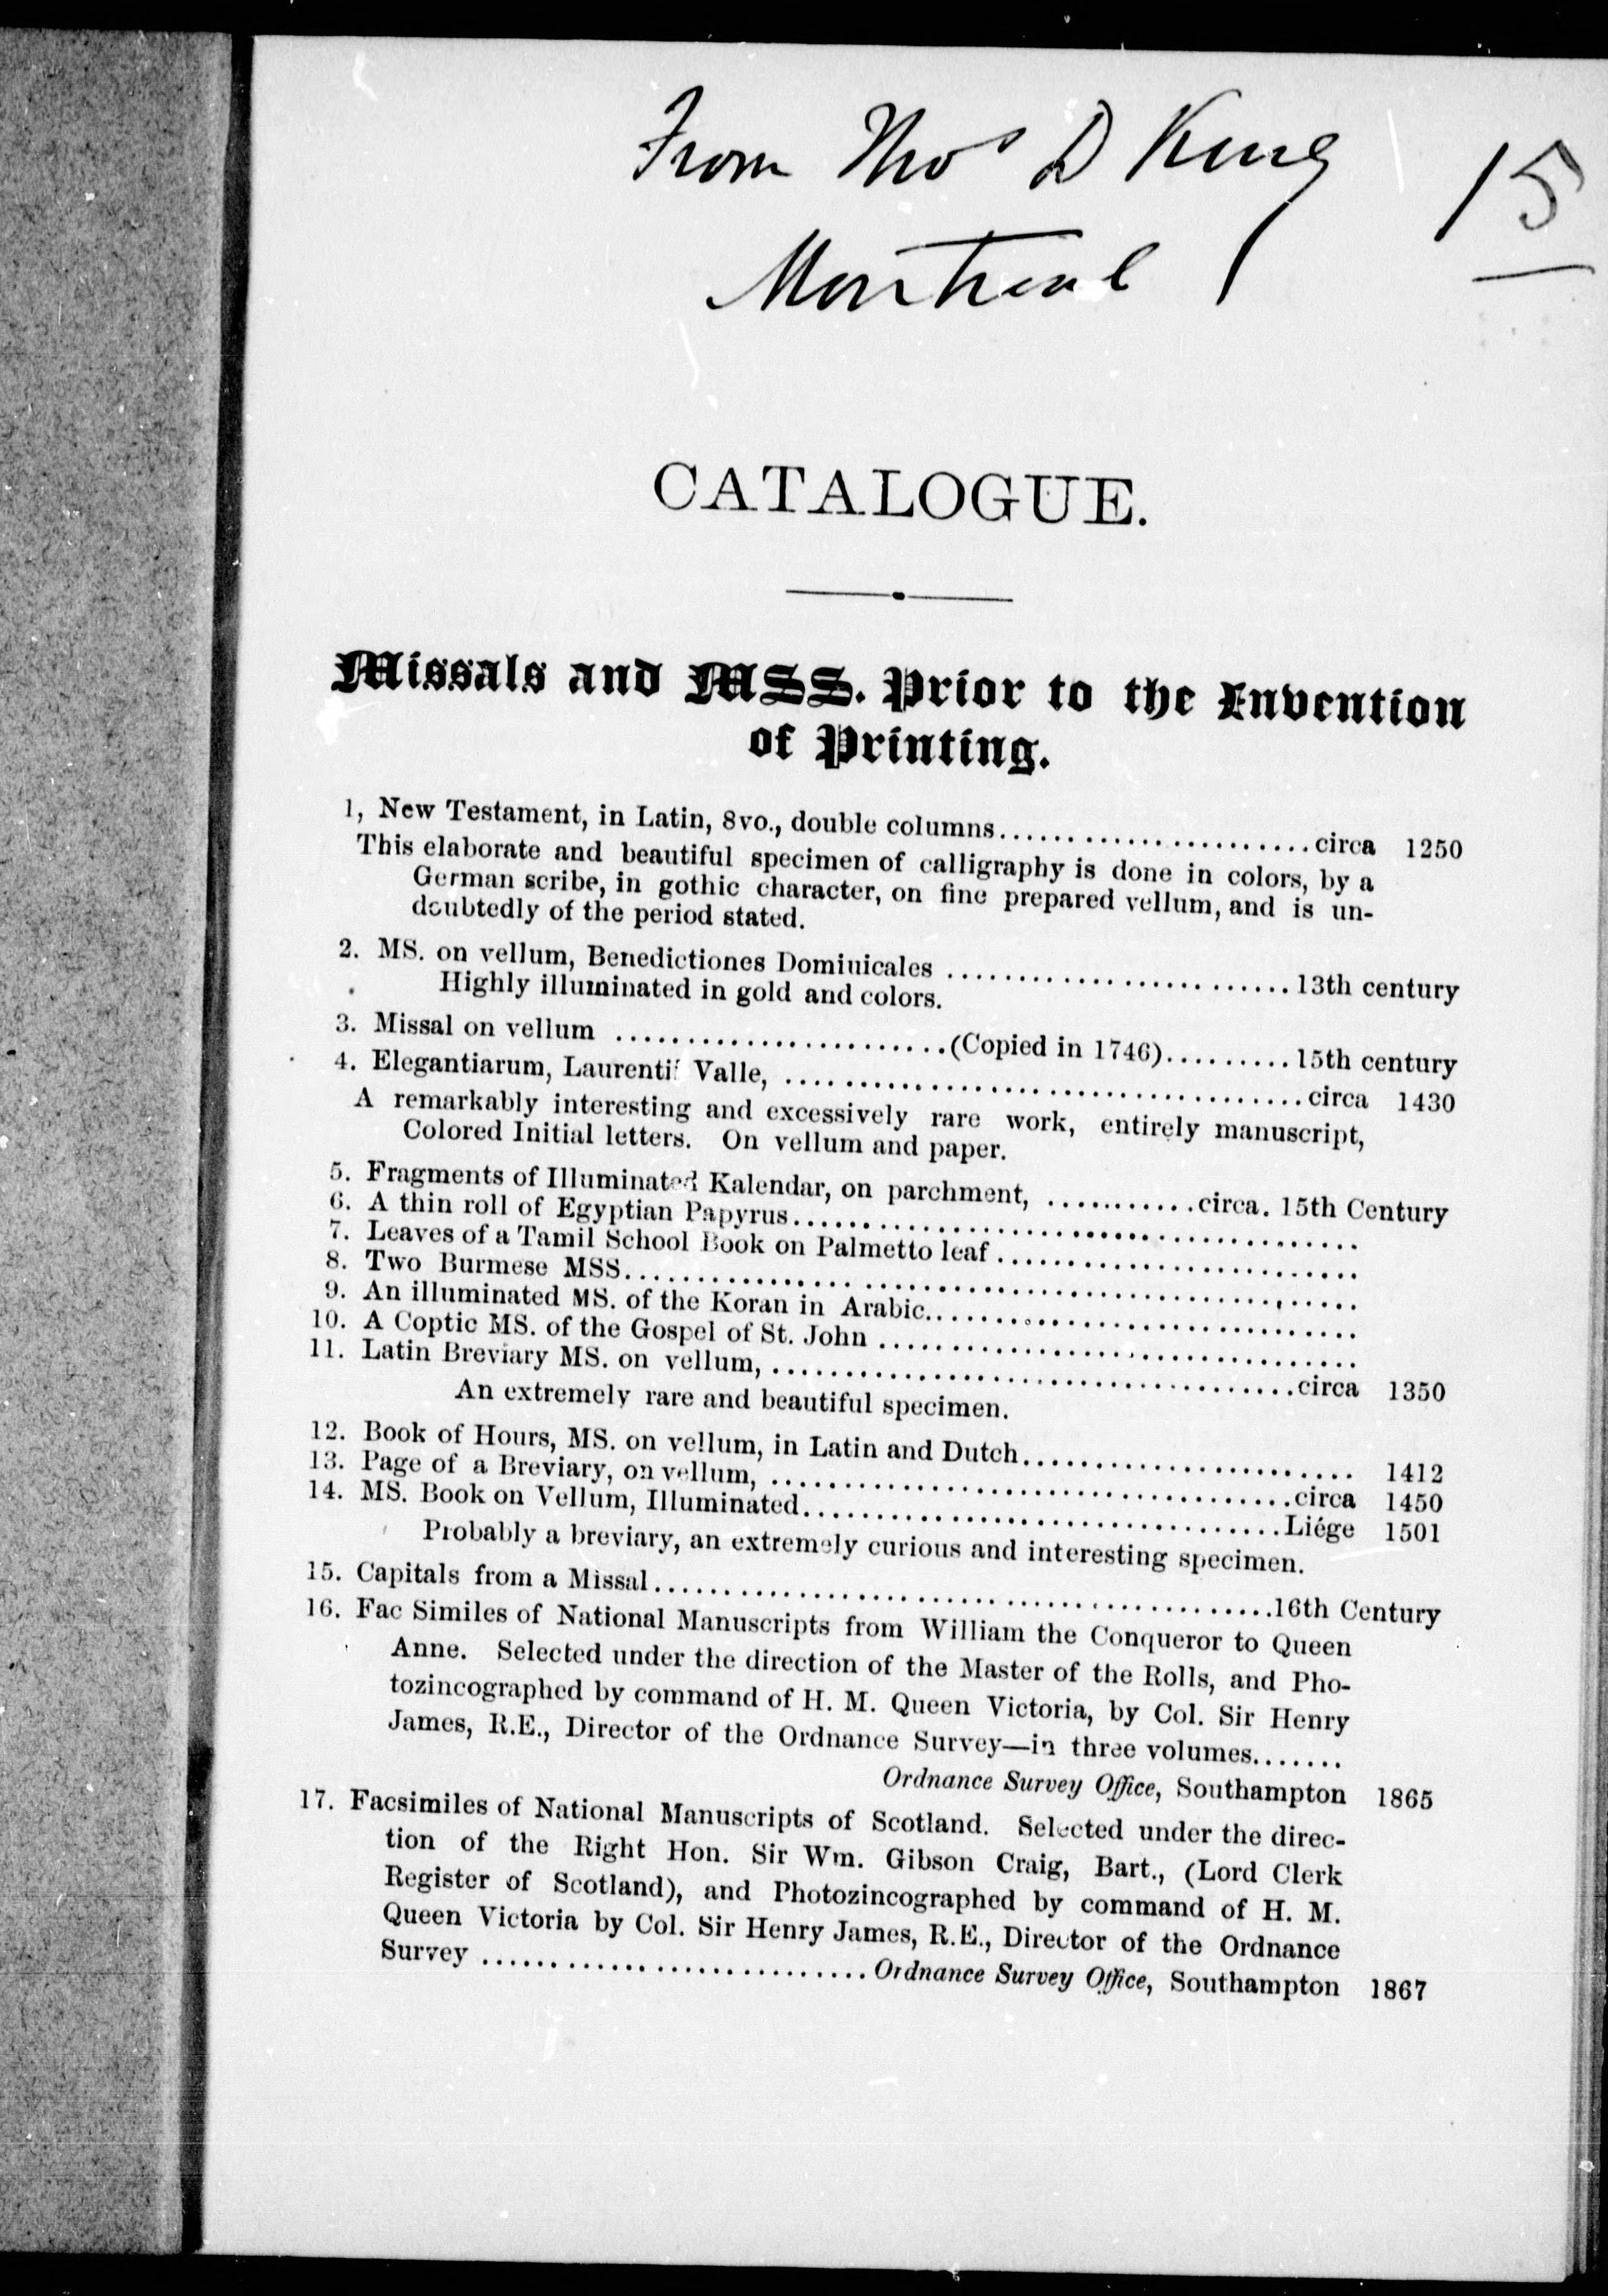 From Thos D King
Montreal
15
CATALOGUE.
Missals and MSS. Prior to the Invention
of Printing.
1, New Testament, in Latin, 8vo., double columns..............................circa 1250
This elaborate and beautiful specimen of calligraphy is done in colors, by a
German scribe, in gothic character, on fine prepared vellum, and is un-
doubtedly of the period stated.
2. MS. on vellum, Benedictiones Dominicales ..............................13th century
Highly illuminated in gold and colors.
3. Missal on vellum ........................(Copied in 1746).........15th century
4. Elegantiarum, Laurentii Valle, ........................................circa 1430
A remarkably interesting and excessively rare work, entirely manuscript,
Colored Initial letters. On vellum and paper.
5. Fragments of Illuminated Kalendar, on parchment, ...........circa. 15th Century
6. A thin roll of Egyptian Papyrus........................................
7. Leaves of a Tamil School Book on Palmetto leaf ........................
8. Two Burmese MSS........................................................
9. An illuminated MS. of the Koran in Arabic..............................
10. A Coptic MS. of the Gospel of St. John ................................
11. Latin Breviary MS. on vellum, ........................................circa 1350
An extremely rare and beautiful specimen.
12. Book of Hours, MS. on vellum, in Latin and Dutch........................ 1412
13. Page of a Breviary, on vellum, ........................................circa 1450
14. MS. Book on Vellum, Illuminated......................................Liége 1501
Probably a breviary, an extremely curious and interesting specimen.
15. Capitals from a Missal................................................16th Century
16. Fac Similes of National Manuscripts from William the Conqueror to Queen
Anne. Selected under the direction of the Master of the Rolls, and Pho-
tozincographed by command of H. M. Queen Victoria, by Col. Sir Henry
James, R.E., Director of the Ordnance Survey—in three volumes.......
Ordnance Survey Office, Southampton 1865
17. Facsimiles of National Manuscripts of Scotland. Selected under the direc-
tion of the Right Hon. Sir Wm. Gibson Craig, Bart., (Lord Clerk
Register of Scotland), and Photozincographed by command of H. M.
Queen Victoria by Col. Sir Henry James, R.E., Director of the Ordnance
Survey ............................Ordnance Survey Office, Southampton 1867